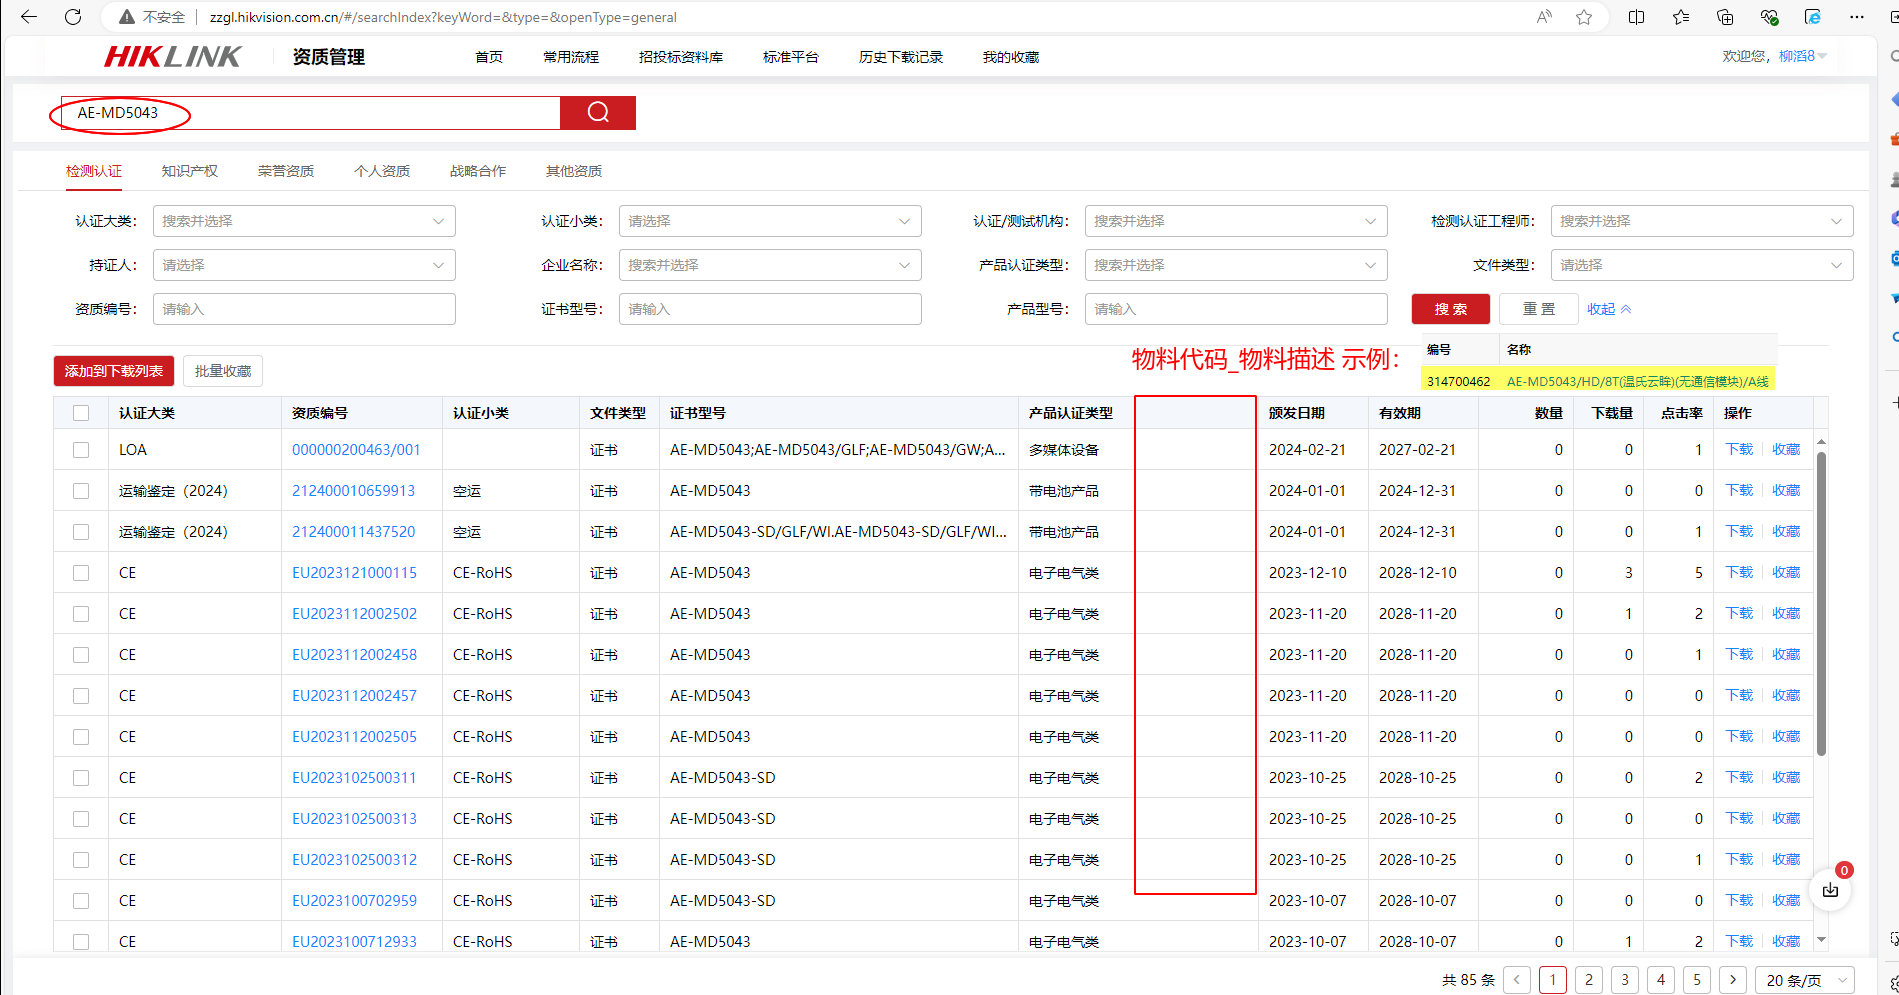 不安全 zzgl.hikvision.com.cn/#/searchIndex?keyWord=&type=&openType=general
HIKLINK 资质管理 首页 常用流程 招投标资料库 标准平台 历史下载记录 我的收藏 欢迎您，柳滔8
AE-MD5043
检测认证 知识产权 荣誉资质 个人资质 战略合作 其他资质
认证大类： 搜索并选择 认证小类： 请选择 认证/测试机构： 搜索并选择 检测认证工程师： 搜索并选择
持证人： 请选择 企业名称： 搜索并选择 产品认证类型： 搜索并选择 文件类型： 请选择
资质编号： 请输入 证书型号： 请输入 产品型号： 请输入 搜 索 重 置 收起
物料代码_物料描述 示例： 编号 名称
添加到下载列表 批量收藏 314700462 AE-MD5043/HD/8T(温氏云眸)(无通信模块)/A线
认证大类 资质编号 认证小类 文件类型 证书型号 产品认证类型 颁发日期 有效期 数量 下载量 点击率 操作
LOA 000000200463/001 证书 AE-MD5043;AE-MD5043/GLF;AE-MD5043/GW;A... 多媒体设备 2024-02-21 2027-02-21 0 0 1 下载 收藏
运输鉴定（2024） 212400010659913 空运 证书 AE-MD5043 带电池产品 2024-01-01 2024-12-31 0 0 0 下载 收藏
运输鉴定（2024） 212400011437520 空运 证书 AE-MD5043-SD/GLF/WI.AE-MD5043-SD/GLF/WI... 带电池产品 2024-01-01 2024-12-31 0 0 1 下载 收藏
CE EU2023121000115 CE-RoHS 证书 AE-MD5043 电子电气类 2023-12-10 2028-12-10 0 3 5 下载 收藏
CE EU2023112002502 CE-RoHS 证书 AE-MD5043 电子电气类 2023-11-20 2028-11-20 0 1 2 下载 收藏
CE EU2023112002458 CE-RoHS 证书 AE-MD5043 电子电气类 2023-11-20 2028-11-20 0 0 1 下载 收藏
CE EU2023112002457 CE-RoHS 证书 AE-MD5043 电子电气类 2023-11-20 2028-11-20 0 0 0 下载 收藏
CE EU2023112002505 CE-RoHS 证书 AE-MD5043 电子电气类 2023-11-20 2028-11-20 0 0 0 下载 收藏
CE EU2023102500311 CE-RoHS 证书 AE-MD5043-SD 电子电气类 2023-10-25 2028-10-25 0 0 2 下载 收藏
CE EU2023102500313 CE-RoHS 证书 AE-MD5043-SD 电子电气类 2023-10-25 2028-10-25 0 0 0 下载 收藏
CE EU2023102500312 CE-RoHS 证书 AE-MD5043-SD 电子电气类 2023-10-25 2028-10-25 0 0 1 下载 收藏
0
CE EU2023100702959 CE-RoHS 证书 AE-MD5043-SD 电子电气类 2023-10-07 2028-10-07 0 0 0 下载 收藏
CE EU2023100712933 CE-RoHS 证书 AE-MD5043 电子电气类 2023-10-07 2028-10-07 0 1 2 下载 收藏
共 85 条 1 2 3 4 5 20 条/页